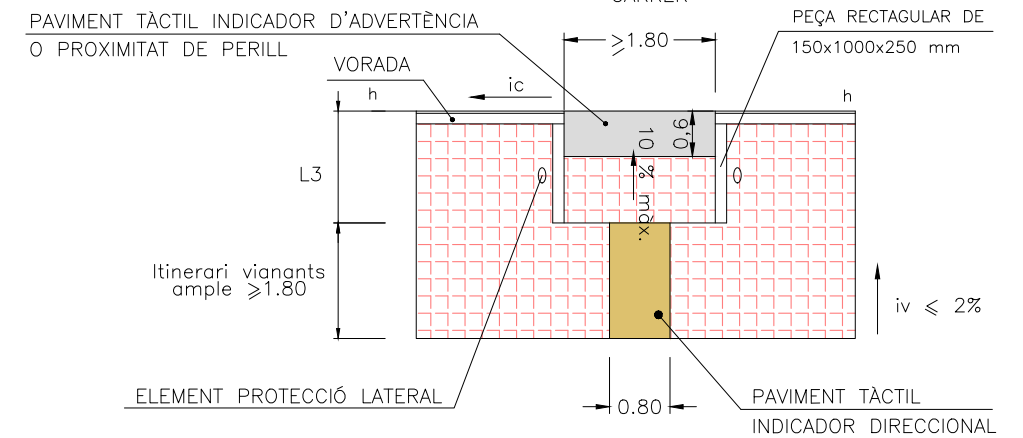 CARRER
PAVIMENT TÀCTIL INDICADOR D'ADVERTÈNCIA
O PROXIMITAT DE PERILL
PEÇA RECTAGULAR DE
150x1000x250 mm
≥1.80
VORADA
h
ic
h
0'6
10 % màx.
L3
Itinerari vianants
ample ≥1.80
iv ≤ 2%
ELEMENT PROTECCIÓ LATERAL
0.80
PAVIMENT TÀCTIL
INDICADOR DIRECCIONAL